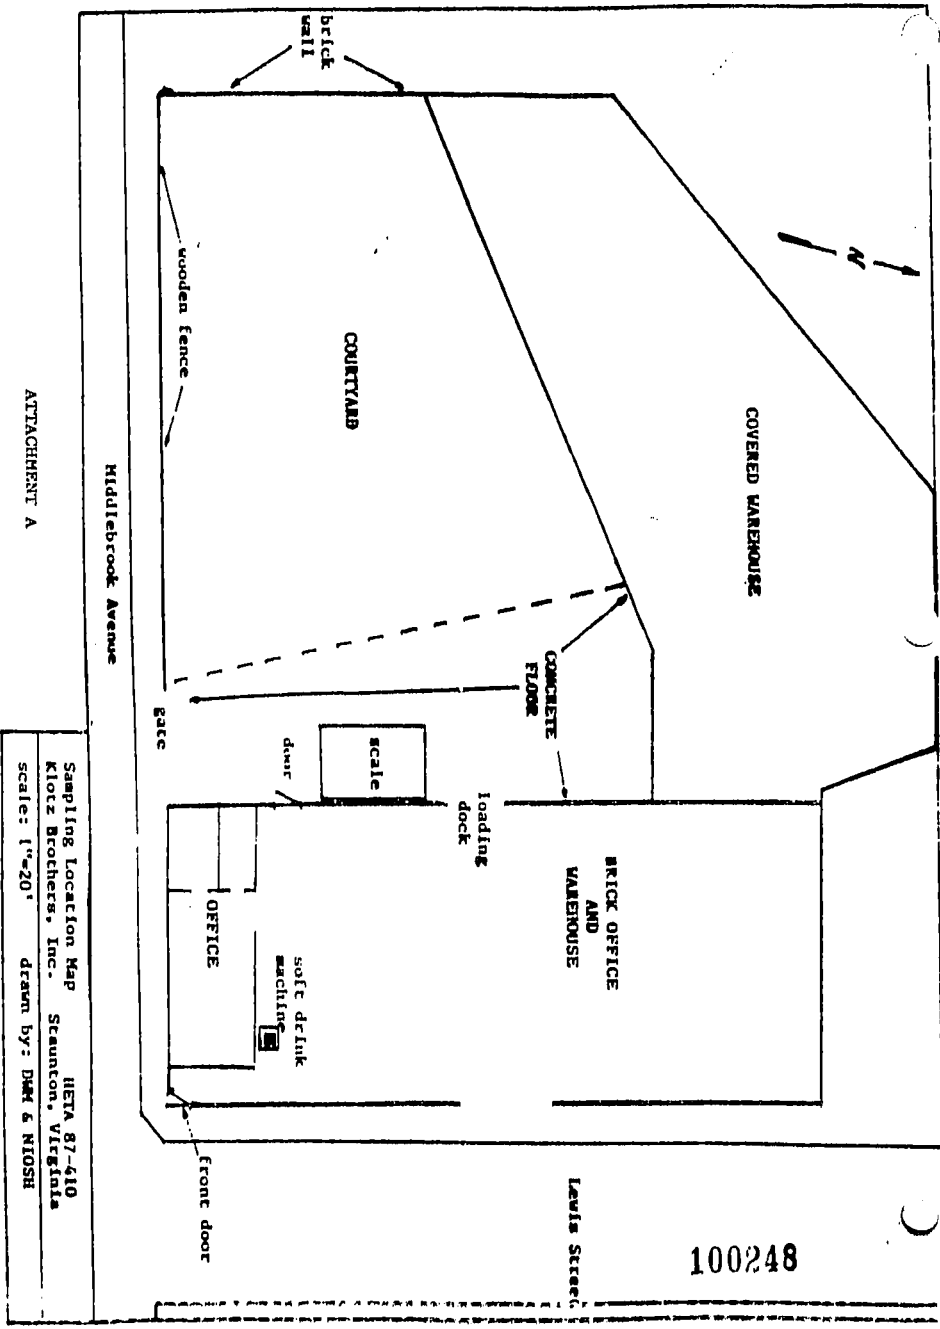 brick
wall
N
wooden fence
COURTYARD
COVERED WAREHOUSE
CONCRETE
FLOOR
gate
door
scale
loading
dock
BRICK OFFICE
AND
WAREHOUSE
OFFICE
soft drink
machine
front door
Lewis Street
Middlebrook Avenue
ATTACHMENT A
Sampling Location Map HETA 87-410
Klotz Brothers, Inc. Staunton, Virginia
scale: 1"=20' drawn by: DWM & NIOSH
100248